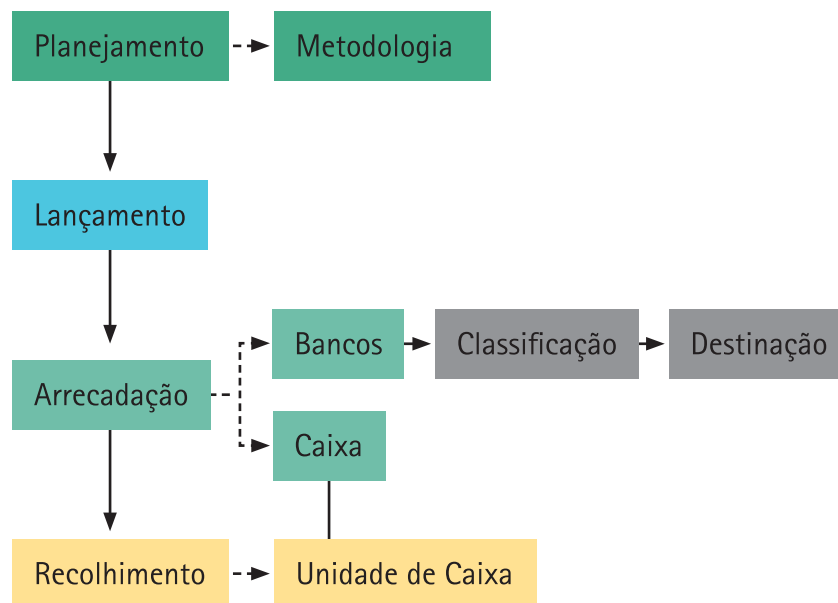 Planejamento
Metodologia
Lançamento
Bancos
Classificação
Destinação
Arrecadação
Caixa
Recolhimento
Unidade de Caixa